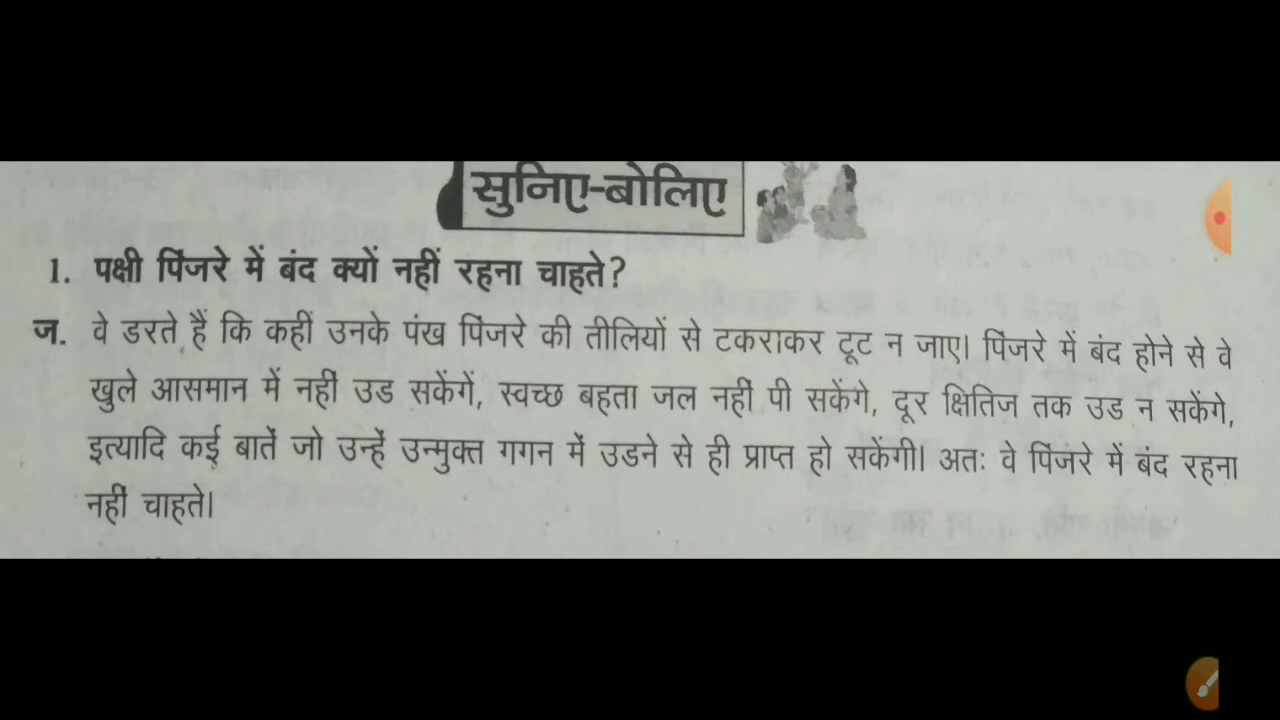 सुनिए-बोलिए
1. पक्षी पिंजरे में बंद क्यों नहीं रहना चाहते?
ज. वे डरते हैं कि कहीं उनके पंख पिंजरे की तीलियों से टकराकर टूट न जाए। पिंजरे में बंद होने से वे
खुले आसमान में नहीं उड सकेंगें, स्वच्छ बहता जल नहीं पी सकेंगे, दूर क्षितिज तक उड न सकेंगे,
इत्यादि कई बातें जो उन्हें उन्मुक्त गगन में उडने से ही प्राप्त हो सकेंगी। अतः वे पिंजरे में बंद रहना
नहीं चाहते।